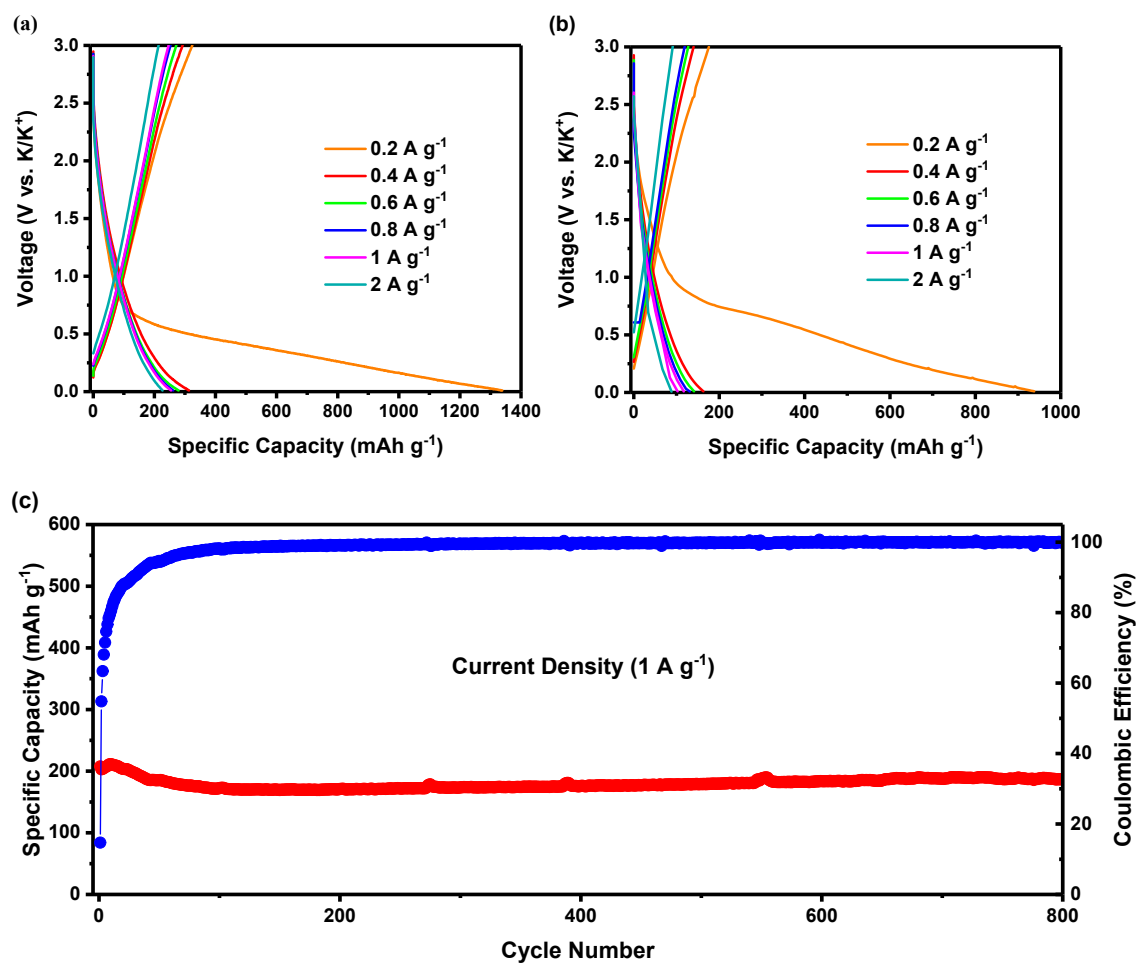 (a)
3.0
2.5
2.0
1.5
1.0
0.5
0.0
Voltage (V vs. K/K⁺)
0.2 A g⁻¹
0.4 A g⁻¹
0.6 A g⁻¹
0.8 A g⁻¹
1 A g⁻¹
2 A g⁻¹
0 200 400 600 800 1000 1200 1400
Specific Capacity (mAh g⁻¹)
(b)
3.0
2.5
2.0
1.5
1.0
0.5
0.0
Voltage (V vs. K/K⁺)
0.2 A g⁻¹
0.4 A g⁻¹
0.6 A g⁻¹
0.8 A g⁻¹
1 A g⁻¹
2 A g⁻¹
0 200 400 600 800 1000
Specific Capacity (mAh g⁻¹)
(c)
600
500
400
300
200
100
0
Specific Capacity (mAh g⁻¹)
Current Density (1 A g⁻¹)
100
80
60
40
20
0
Coulombic Efficiency (%)
0 200 400 600 800
Cycle Number